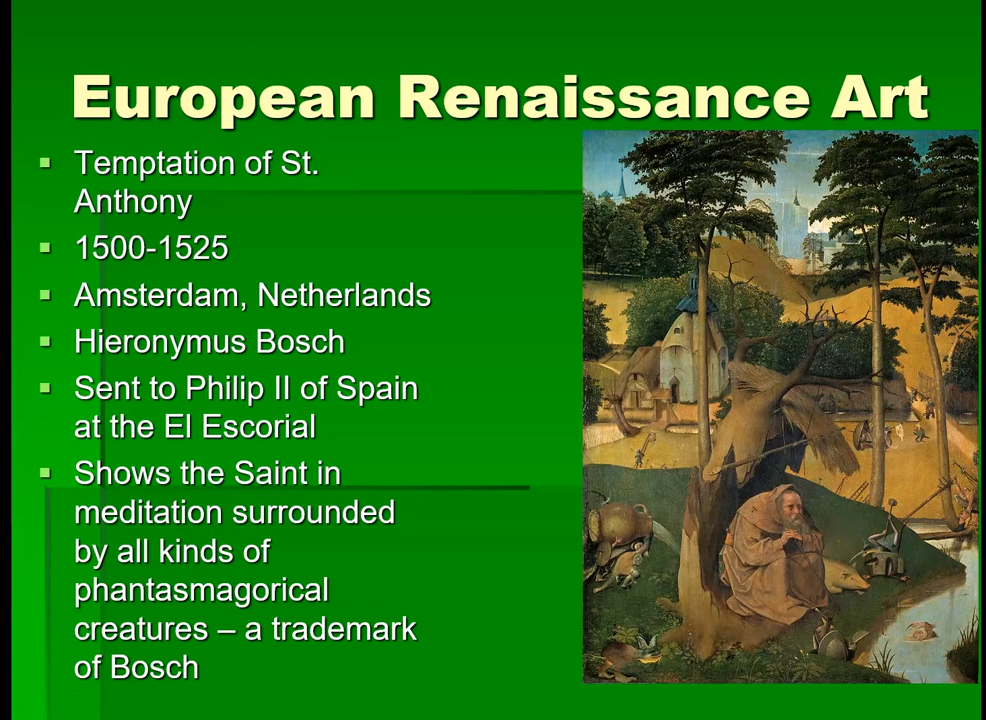 European Renaissance Art
▪ Temptation of St.
Anthony
▪ 1500-1525
▪ Amsterdam, Netherlands
▪ Hieronymus Bosch
▪ Sent to Philip II of Spain
at the El Escorial
▪ Shows the Saint in
meditation surrounded
by all kinds of
phantasmagorical
creatures – a trademark
of Bosch